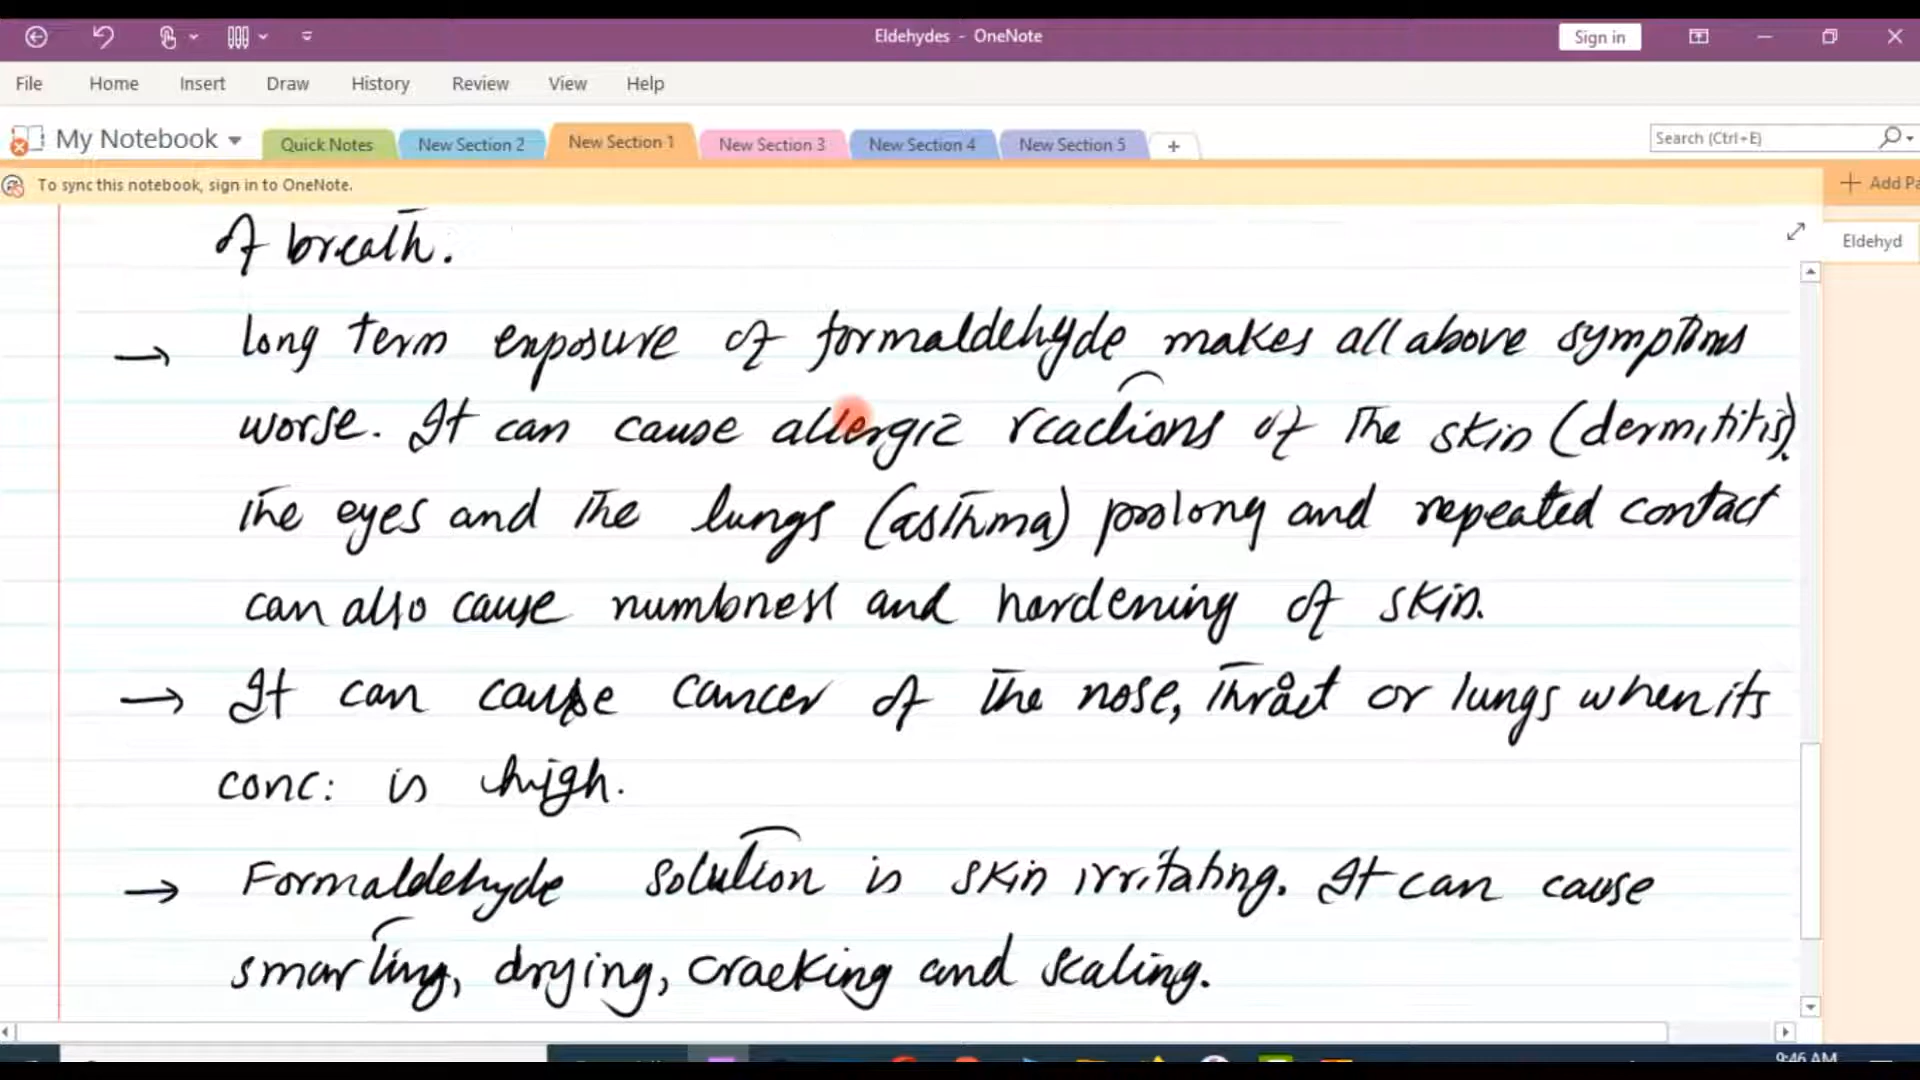 Eldehydes - OneNote
Sign in
File Home Insert Draw History Review View Help
My Notebook Quick Notes New Section 2 New Section 1 New Section 3 New Section 4 New Section 5 +
Search (Ctrl+E)
To sync this notebook, sign in to OneNote.
+ Add Pa
Eldehyd
of breath.
→ long term exposure of formaldehyde makes all above symptoms
worse. It can cause allergic reactions of the skin (dermititis).
The eyes and the lungs (asthma) prolong and repeated contact
can also cause numbness and hardening of skin.
→ It can cause cancer of the nose, throat or lungs when its
conc: is high.
→ Formaldehyde solution is skin irritating. It can cause
smarting, drying, cracking and scaling.
9:46 AM